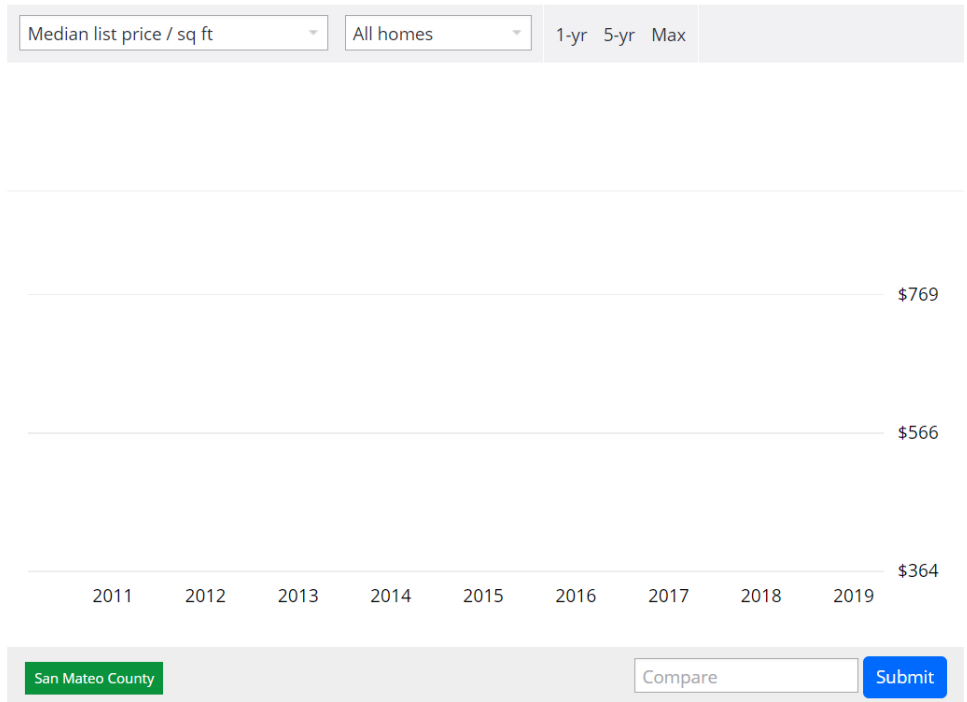 Median list price / sq ft All homes 1-yr 5-yr Max
$769
$566
$364
2011 2012 2013 2014 2015 2016 2017 2018 2019
San Mateo County Compare Submit